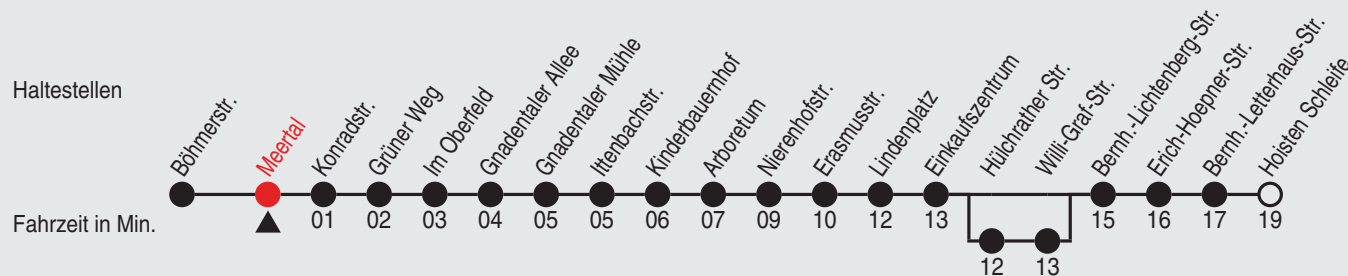 Haltestellen
Böhmerstr.
Meertal
Konradstr.
Grüner Weg
Im Oberfeld
Gnadentaler Allee
Gnadentaler Mühle
Ittenbachstr.
Kinderbauernhof
Arboretum
Nierenhofstr.
Erasmusstr.
Lindenplatz
Einkaufszentrum
Hülchrather Str.
Willi-Graf-Str.
Bernh.-Lichtenberg-Str.
Erich-Hoepner-Str.
Bernh.-Letterhaus-Str.
Hoisten Schleife
Fahrzeit in Min.
01 02 03 04 05 05 06 07 09 10 12 13 15 16 17 19
12 13